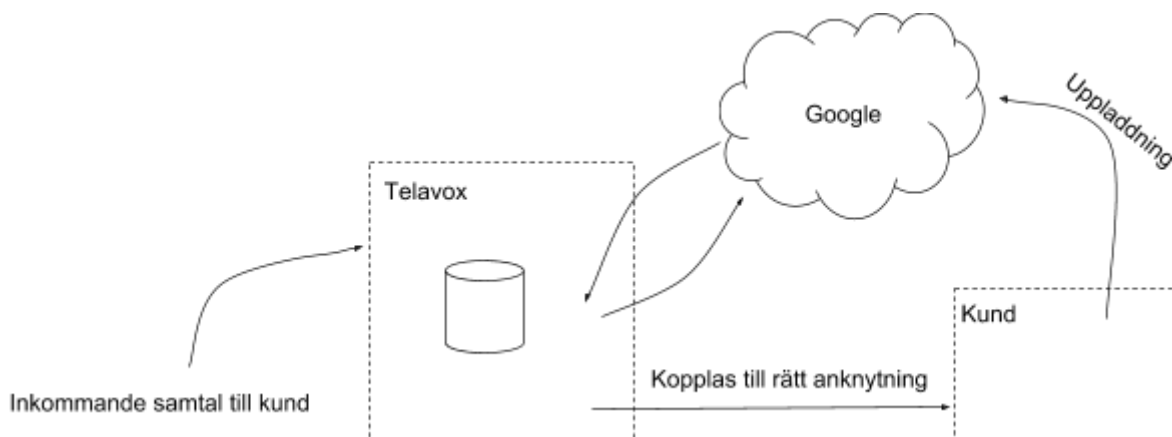 Google
Uppladdning
Telavox
Kund
Kopplas till rätt anknytning
Inkommande samtal till kund